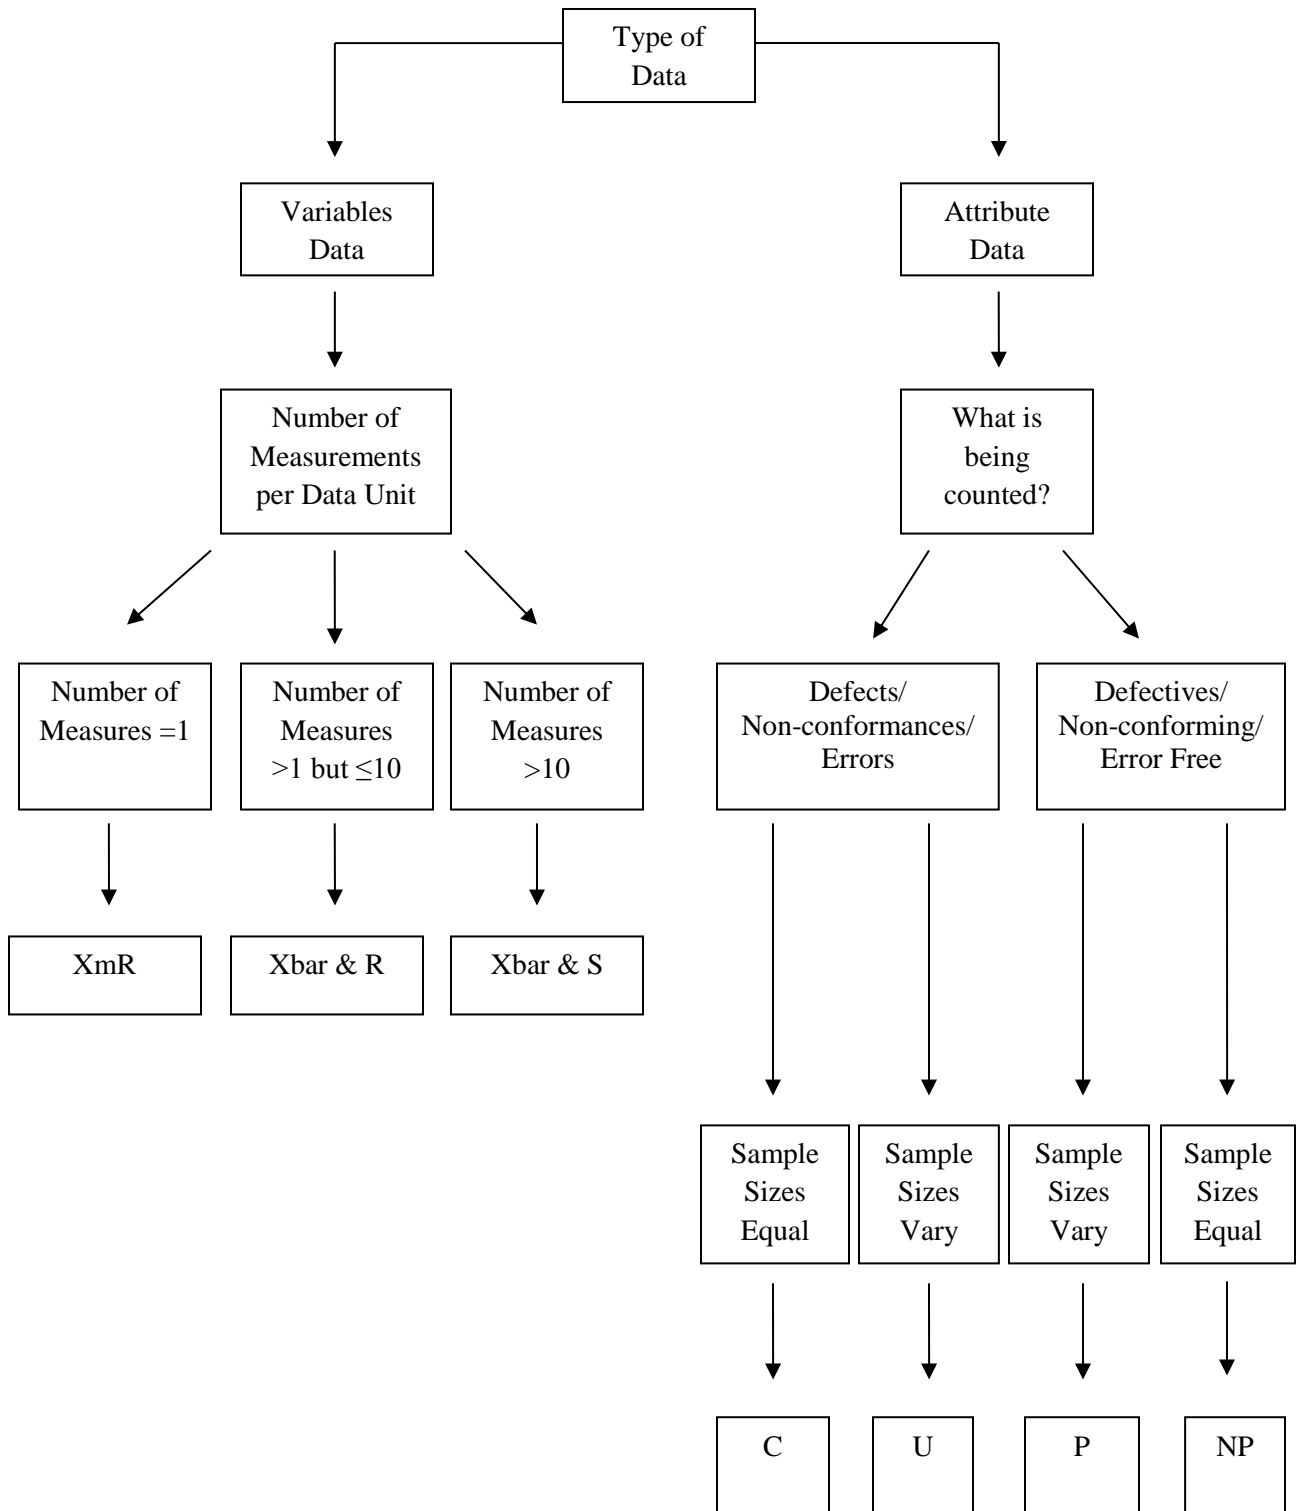 Type of
Data
Variables
Data
Attribute
Data
Number of
Measurements
per Data Unit
What is
being
counted?
Number of
Measures =1
Number of
Measures
>1 but ≤10
Number of
Measures
>10
Defects/
Non-conformances/
Errors
Defectives/
Non-conforming/
Error Free
XmR
Xbar & R
Xbar & S
Sample
Sizes
Equal
Sample
Sizes
Vary
Sample
Sizes
Vary
Sample
Sizes
Equal
C
U
P
NP